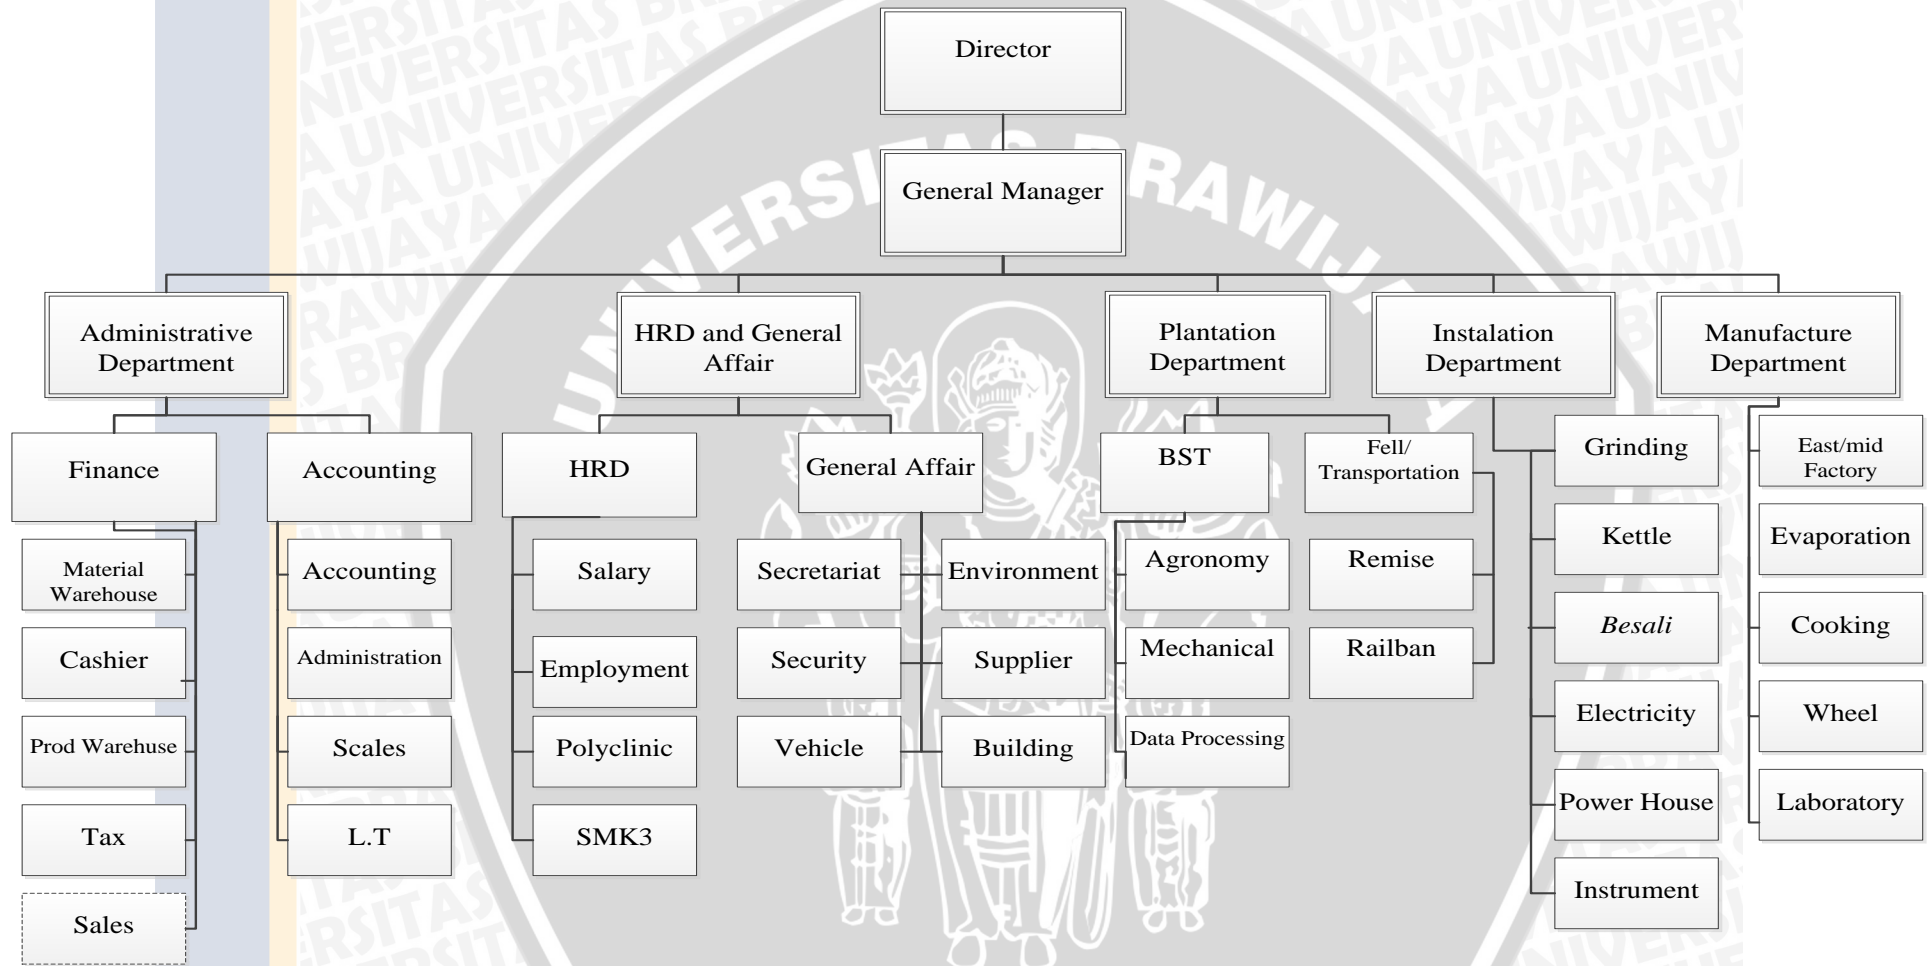 Director
General Manager
Administrative
Department
HRD and General
Affair
Plantation
Department
Instalation
Department
Manufacture
Department
Finance
Accounting
HRD
General Affair
BST
Fell/
Transportation
Grinding
East/mid
Factory
Material
Warehouse
Accounting
Salary
Secretariat
Environment
Agronomy
Remise
Kettle
Evaporation
Cashier
Administration
Employment
Security
Supplier
Mechanical
Railban
Besali
Cooking
Prod Warehuse
Scales
Polyclinic
Vehicle
Building
Data Processing
Electricity
Wheel
Tax
L.T
SMK3
Power House
Laboratory
Sales
Instrument
UNIVERSITAS BRAWIJAYA